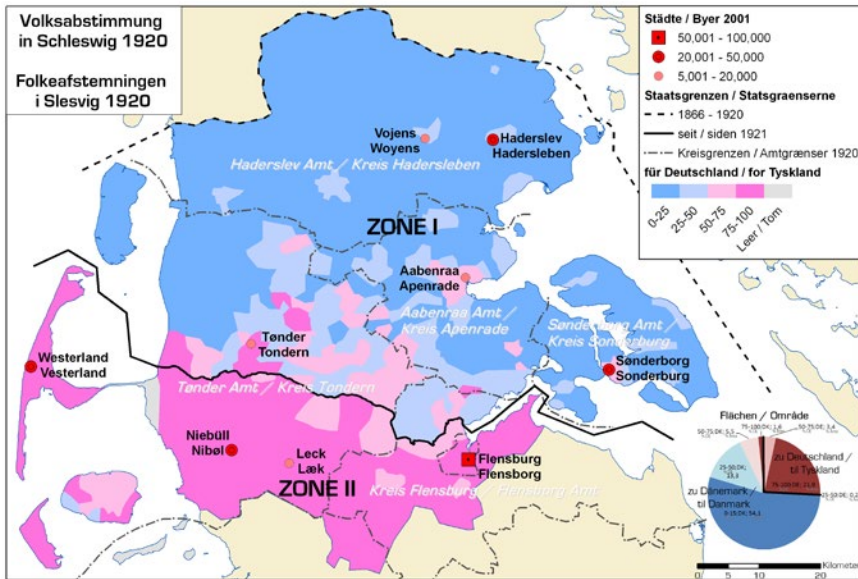 Volksabstimmung
in Schleswig 1920
Folkeafstemningen
i Slesvig 1920
Städte / Byer 2001
50,001 - 100,000
20,001 - 50,000
5,001 - 20,000
Staatsgrenzen / Statsgraenserne
1866 - 1920
seit / siden 1921
Kreisgrenzen / Amtgrænser 1920
für Deutschland / for Tyskland
0-25
25-50
50-75
75-100
Leer / Tom
Vojens
Woyens
Haderslev
Hadersleben
Haderslev Amt / Kreis Hadersleben
ZONE I
Aabenraa
Apenrade
Aabenraa Amt /
Kreis Apenrade
Sønderborg Amt /
Kreis Sonderburg
Tønder
Tondern
Sønderborg
Sonderburg
Westerland
Vesterland
Tønder Amt / Kreis Tondern
Niebüll
Nibøl
Leck
Læk
Flensburg
Flensborg
ZONE II
Kreis Flensburg / Flensborg Amt
Flächen / Område
zu Deutschland /
til Tyskland
zu Dänemark /
til Danmark
Kilometer
0 5 10 20